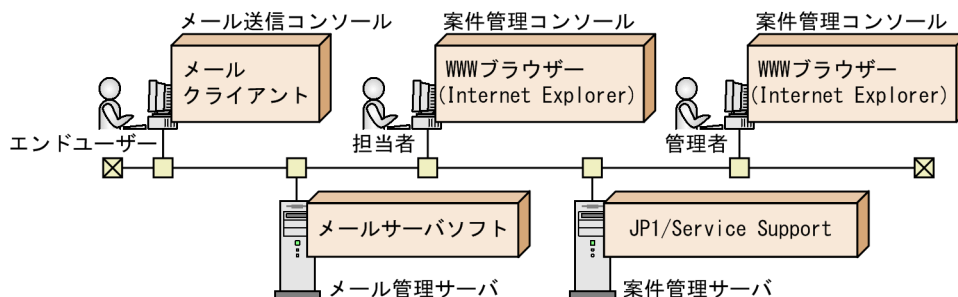 メール送信コンソール
案件管理コンソール
案件管理コンソール
メール
クライアント
WWWブラウザー
(Internet Explorer)
WWWブラウザー
(Internet Explorer)
エンドユーザー
担当者
管理者
メールサーバソフト
JP1/Service Support
メール管理サーバ
案件管理サーバ